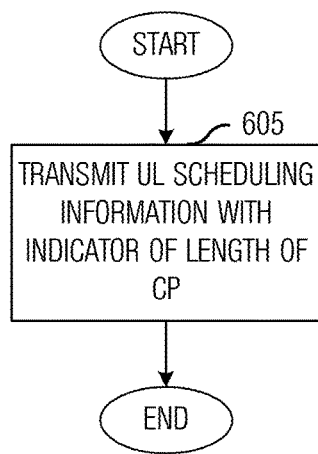 START
605
TRANSMIT UL SCHEDULING
INFORMATION WITH
INDICATOR OF LENGTH OF
CP
END